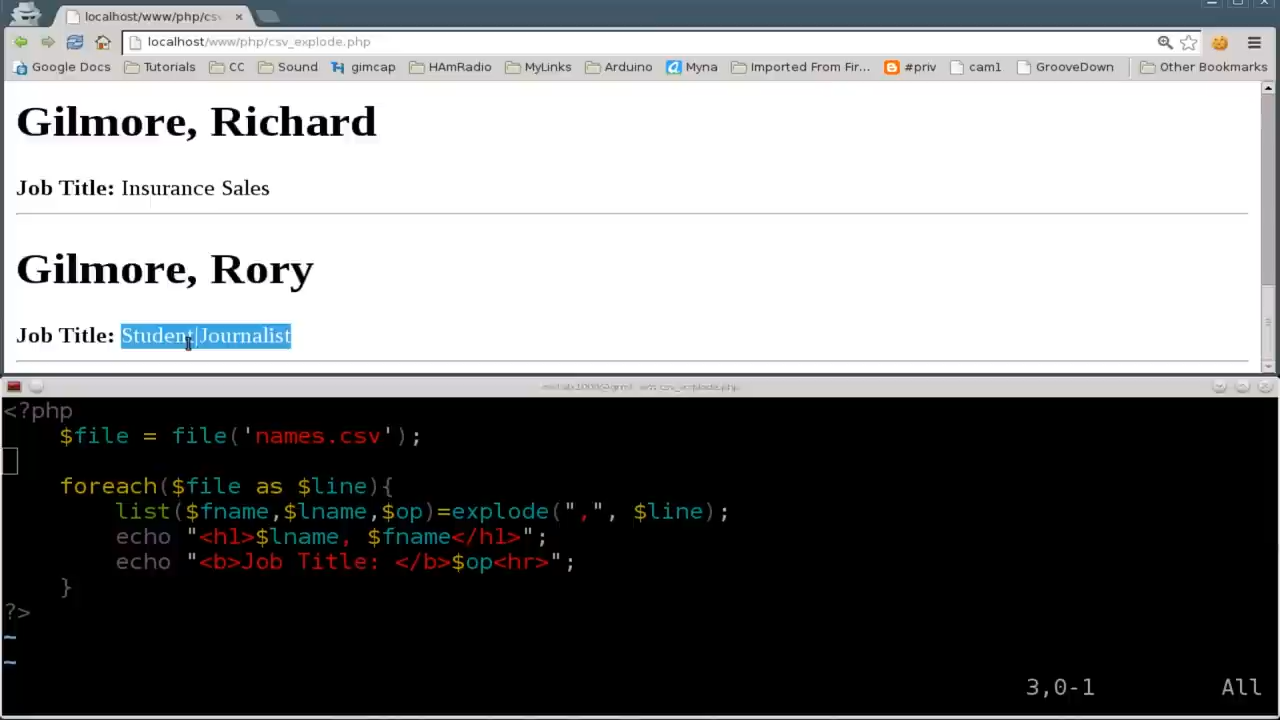 localhost/www/php/csv
localhost/www/php/csv_explode.php
Google Docs Tutorials CC Sound gimcap HAmRadio MyLinks Arduino Myna Imported From Fir... #priv cam1 GrooveDown Other Bookmarks
Gilmore, Richard
Job Title: Insurance Sales
Gilmore, Rory
Job Title: Student|Journalist
<?php
$file = file('names.csv');
foreach($file as $line){
list($fname,$lname,$op)=explode(",", $line);
echo "<h1>$lname, $fname</h1>";
echo "<b>Job Title: </b>$op<hr>";
}
?>
~
~
3,0-1 All